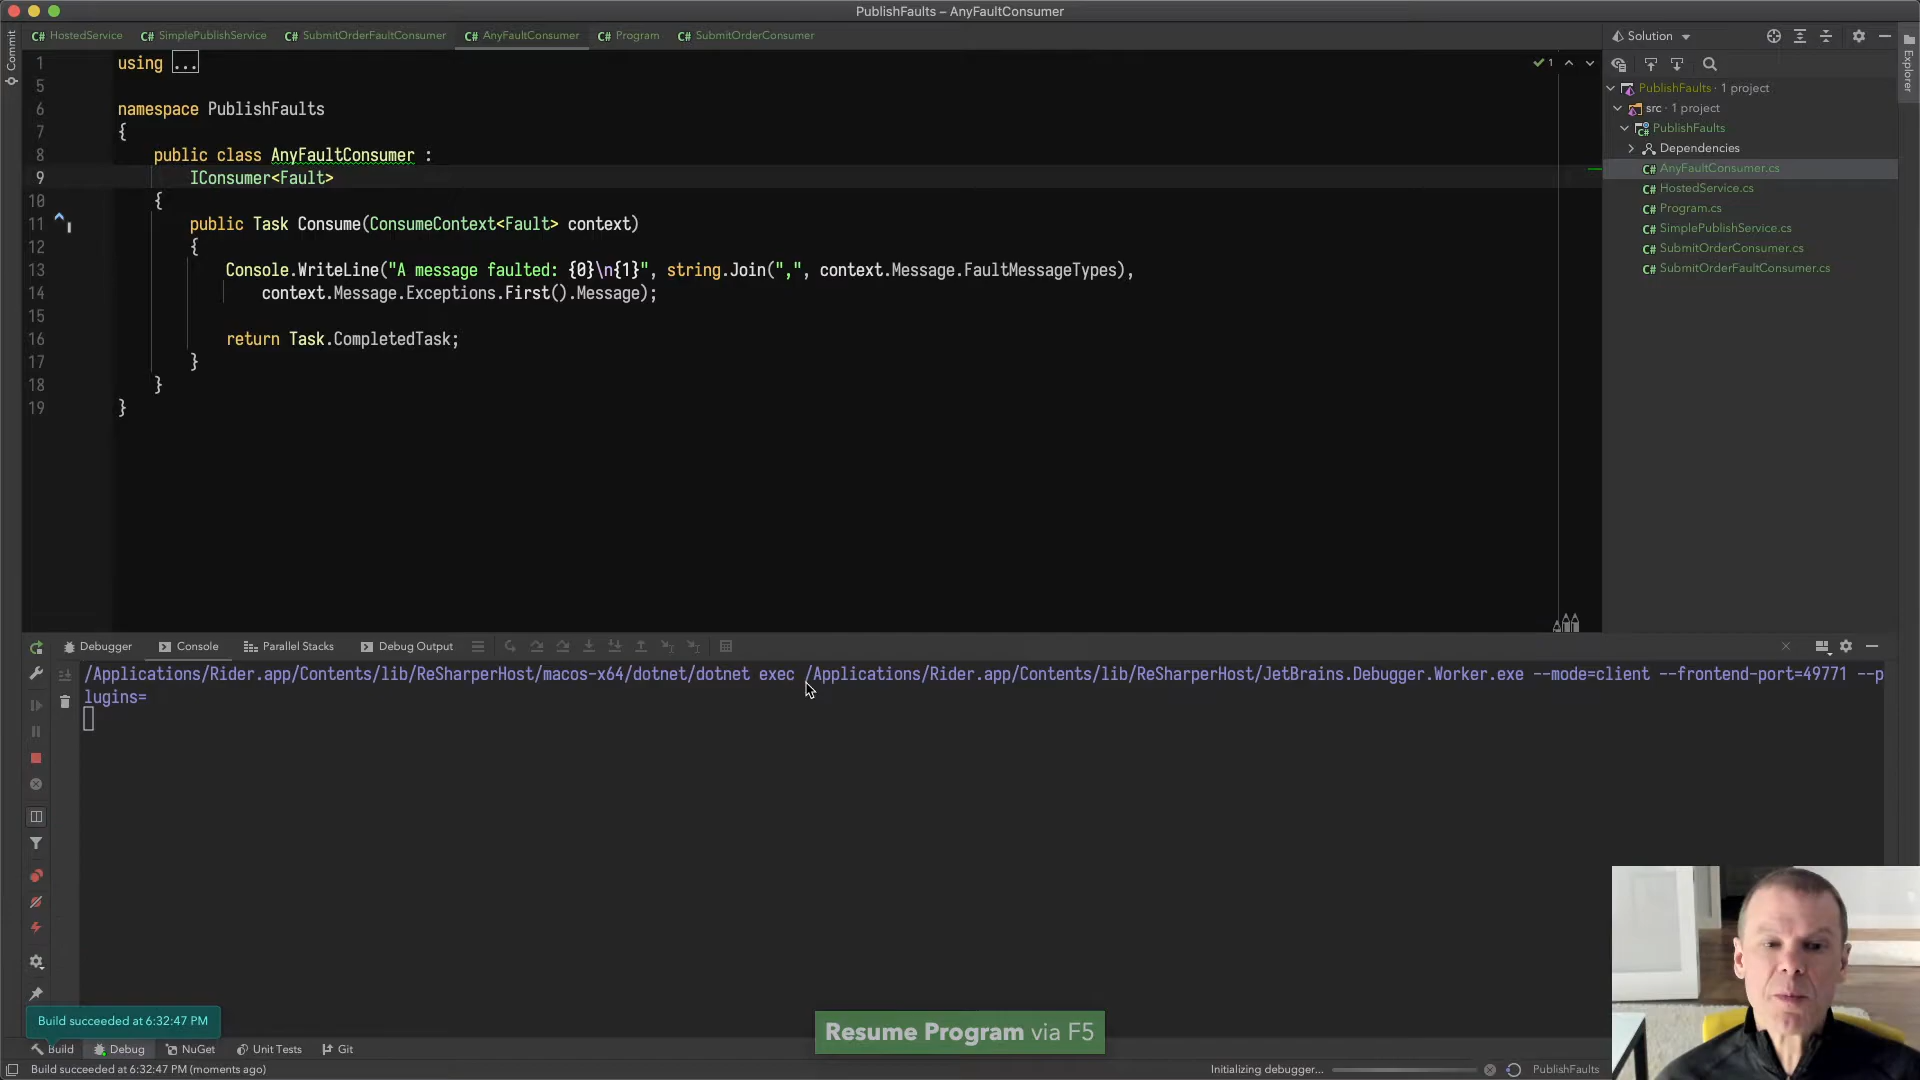 PublishFaults – AnyFaultConsumer
Commit
C# HostedService
C# SimplePublishService
C# SubmitOrderFaultConsumer
C# AnyFaultConsumer
C# Program
C# SubmitOrderConsumer
Solution
Explorer
1 using ...
1
5
6 namespace PublishFaults
7 {
8 public class AnyFaultConsumer :
9 IConsumer<Fault>
10 {
11 public Task Consume(ConsumeContext<Fault> context)
12 {
13 Console.WriteLine("A message faulted: {0}\n{1}", string.Join(",", context.Message.FaultMessageTypes),
14 context.Message.Exceptions.First().Message);
15
16 return Task.CompletedTask;
17 }
18 }
19 }
PublishFaults · 1 project
src · 1 project
PublishFaults
Dependencies
C# AnyFaultConsumer.cs
C# HostedService.cs
C# Program.cs
C# SimplePublishService.cs
C# SubmitOrderConsumer.cs
C# SubmitOrderFaultConsumer.cs
Debugger
Console
Parallel Stacks
Debug Output
/Applications/Rider.app/Contents/lib/ReSharperHost/macos-x64/dotnet/dotnet exec /Applications/Rider.app/Contents/lib/ReSharperHost/JetBrains.Debugger.Worker.exe --mode=client --frontend-port=49771 --p
lugins=
Build succeeded at 6:32:47 PM
Resume Program via F5
Build
Debug
NuGet
Unit Tests
Git
Build succeeded at 6:32:47 PM (moments ago)
Initializing debugger...
PublishFaults